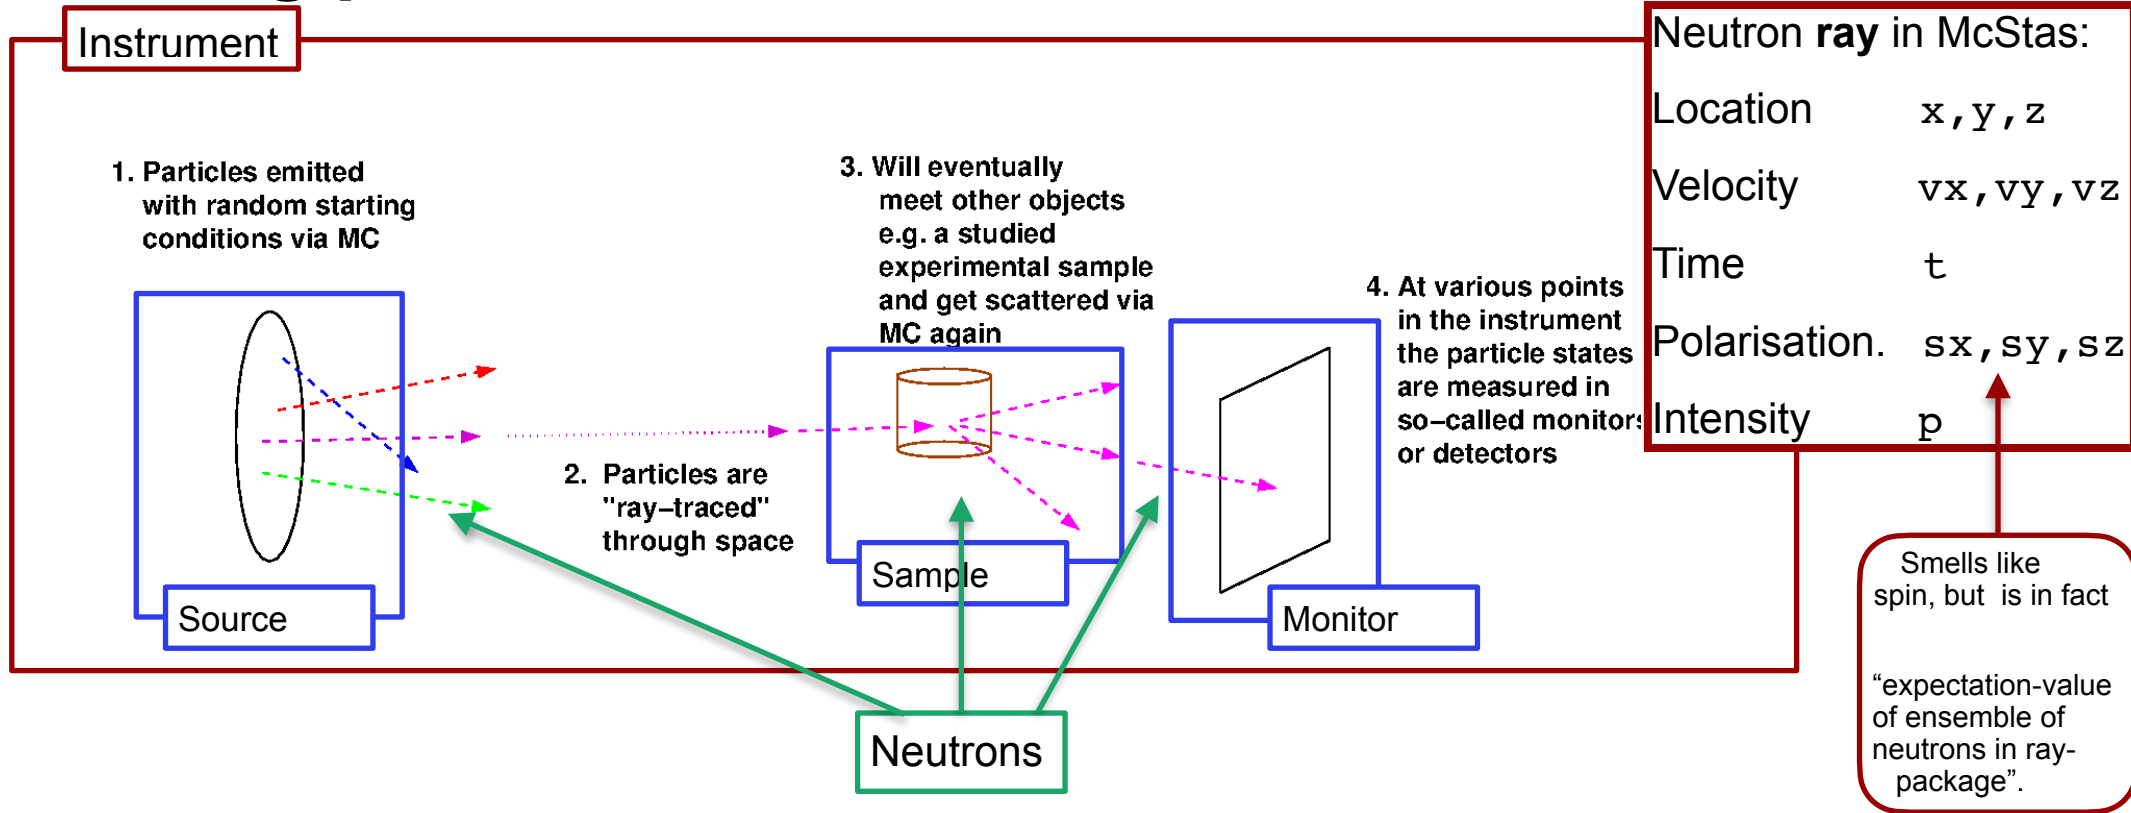 Instrument
1. Particles emitted
with random starting
conditions via MC
Source
2. Particles are
"ray-traced"
through space
3. Will eventually
meet other objects
e.g. a studied
experimental sample
and get scattered via
MC again
Sample
4. At various points
in the instrument
the particle states
are measured in
so-called monitors
or detectors
Monitor
Neutrons
Neutron ray in McStas:
Location x,y,z
Velocity vx,vy,vz
Time t
Polarisation. sx,sy,sz
Intensity p
Smells like
spin, but is in fact
“expectation-value
of ensemble of
neutrons in ray-
package”.